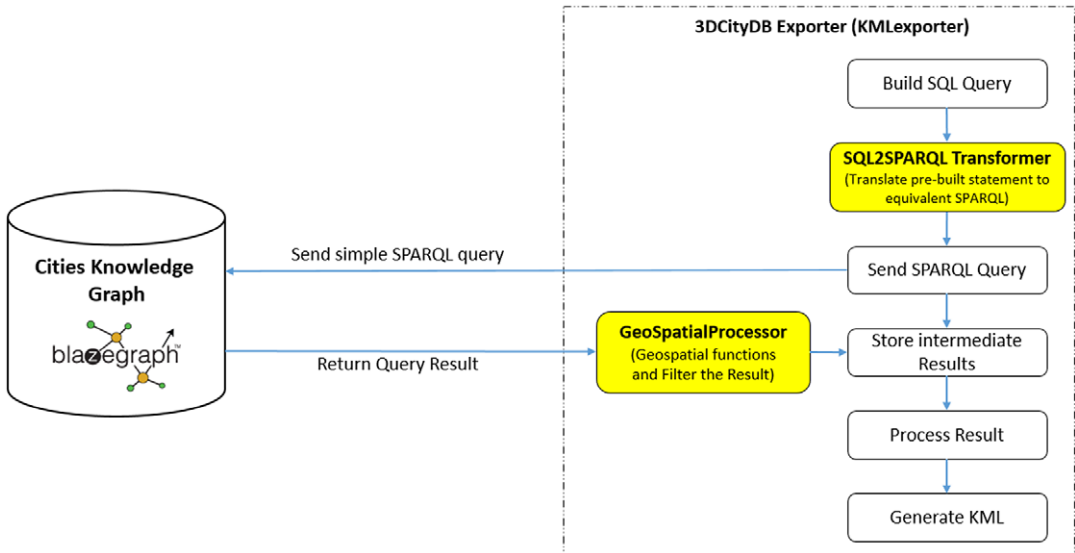 3DCityDB Exporter (KMLexporter)
Build SQL Query
SQL2SPARQL Transformer
(Translate pre-built statement to
equivalent SPARQL)
Send simple SPARQL query
Send SPARQL Query
Cities Knowledge
Graph
blazegraph™
Return Query Result
GeoSpatialProcessor
(Geospatial functions
and Filter the Result)
Store intermediate
Results
Process Result
Generate KML